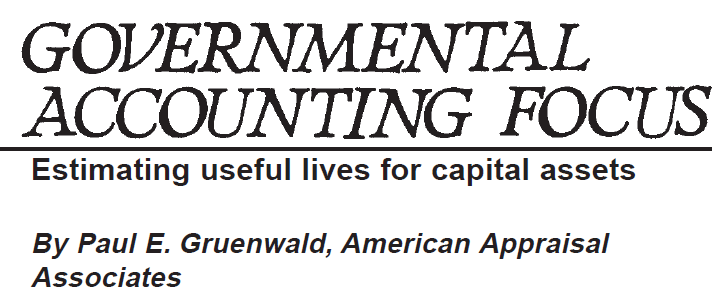 GOVERNMENTAL
ACCOUNTING FOCUS
Estimating useful lives for capital assets
By Paul E. Gruenwald, American Appraisal
Associates